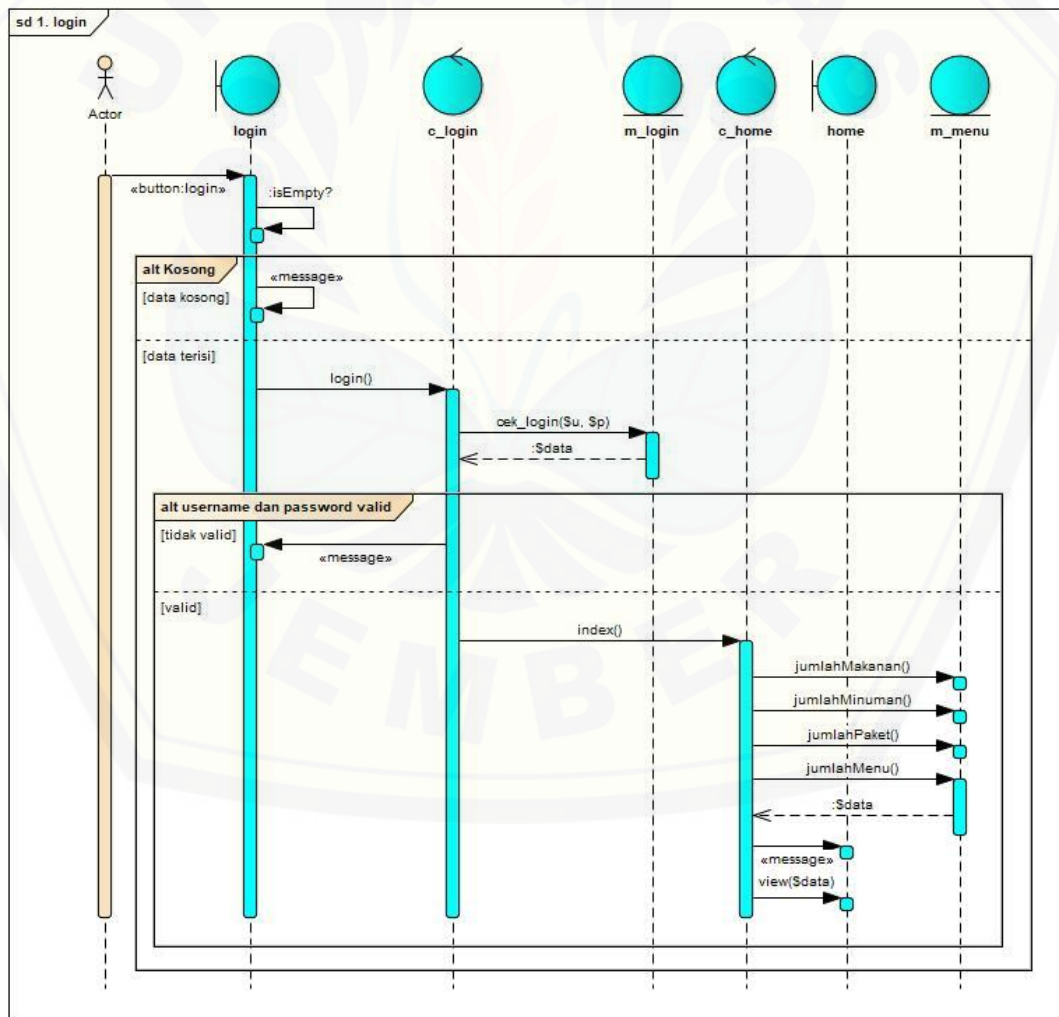 sd 1. login
Actor
login
c_login
m_login
c_home
home
m_menu
«button:login»
:isEmpty?
alt Kosong
«message»
[data kosong]
[data terisi]
login()
cek_login($u, $p)
:$data
alt username dan password valid
[tidak valid]
«message»
[valid]
index()
jumlahMakanan()
jumlahMinuman()
jumlahPaket()
jumlahMenu()
:$data
«message»
view($data)
JEMBER